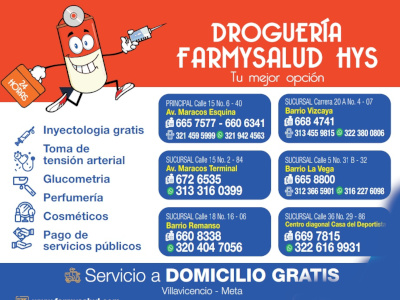 DROGUERÍA
FARMYSALUD HYS
Tu mejor opción
24
HORAS
Inyectologia gratis
Toma de
tensión arterial
Glucometria
Perfumería
Cosméticos
Pago de
servicios públicos
PRINCIPAL Calle 15 No. 6 - 40
Av. Maracos Esquina
665 7577 - 660 6341
321 459 5999 321 942 4563
SUCURSAL Carrera 20 A No. 4 - 07
Barrio Vizcaya
668 4741
313 455 9815 322 380 0806
SUCURSAL Calle 15 No. 2 - 84
Av. Maracos Terminal
672 6535
313 316 0399
SUCURSAL Calle 5 No. 31 B - 32
Barrio La Vega
665 8800
312 366 5901 316 227 6098
SUCURSAL Calle 18 No. 16 - 06
Barrio Remanso
660 8338
320 404 7056
SUCURSAL Calle 36 No. 29 - 86
Centro diagonal Casa del Deportista
669 7815
322 616 9931
Servicio a DOMICILIO GRATIS
Villavicencio - Meta